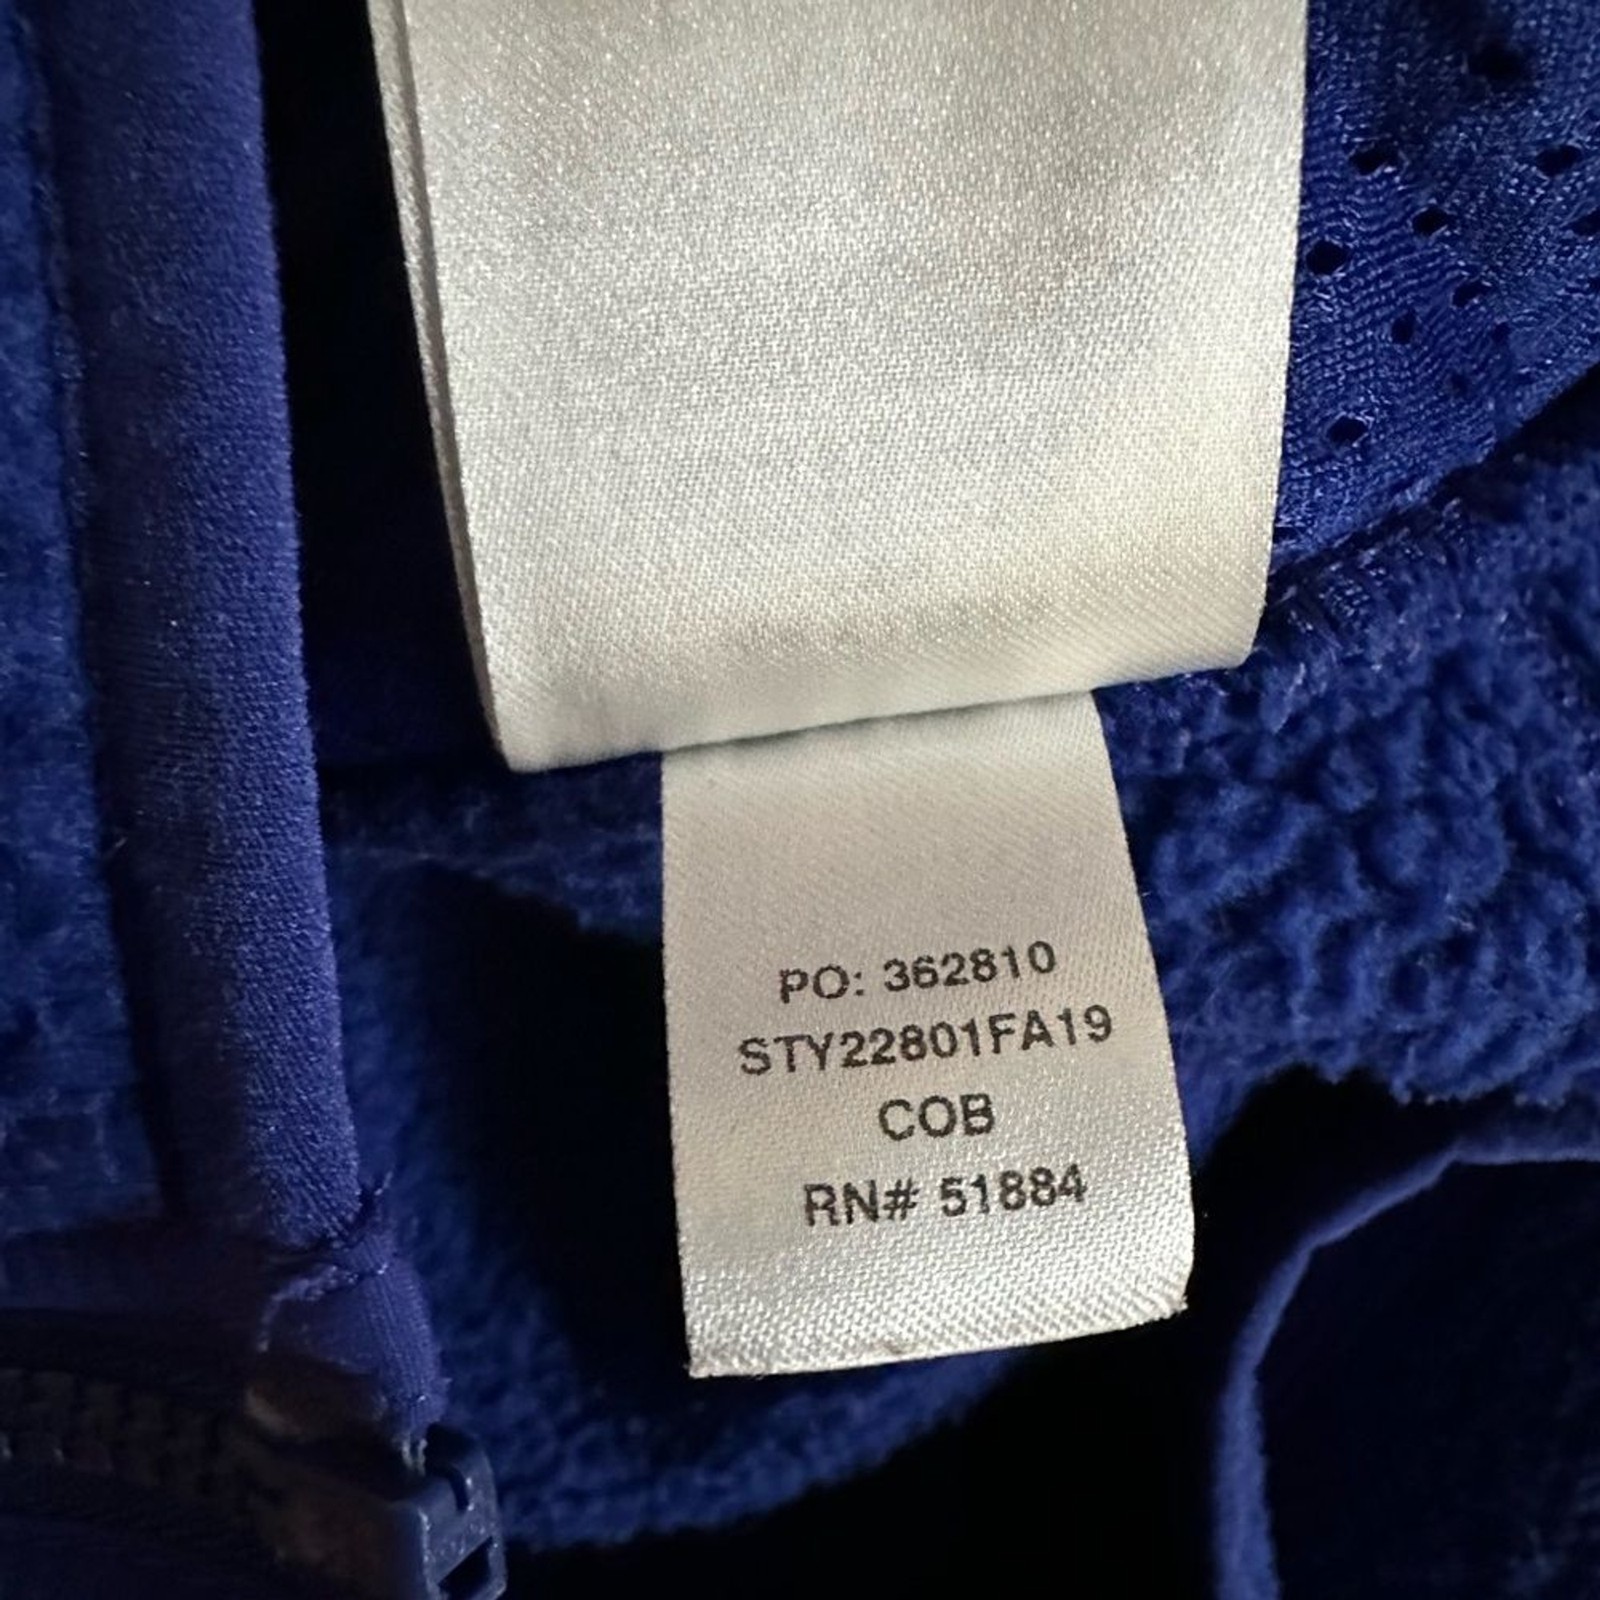 PO: 362810
STY22801FA19
COB
RN# 51884